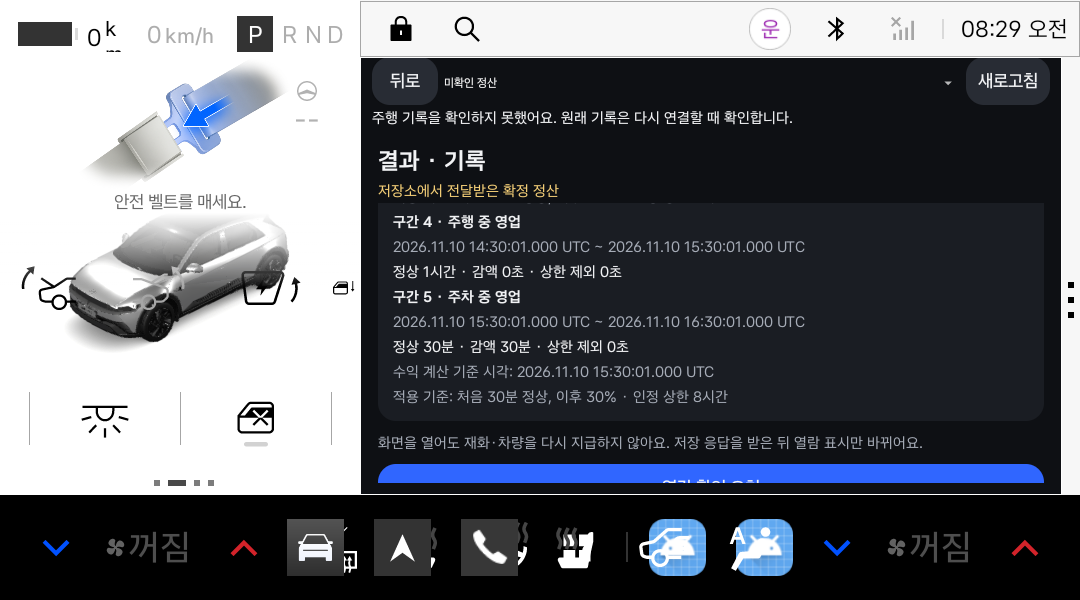 0 km
0 km/h
P R N D
안전 벨트를 매세요.
운
08:29 오전
뒤로
미확인 정산
새로고침
주행 기록을 확인하지 못했어요. 원래 기록은 다시 연결할 때 확인합니다.
결과 · 기록
저장소에서 전달받은 확정 정산
구간 4 · 주행 중 영업
2026.11.10 14:30:01.000 UTC ~ 2026.11.10 15:30:01.000 UTC
정상 1시간 · 감액 0초 · 상한 제외 0초
구간 5 · 주차 중 영업
2026.11.10 15:30:01.000 UTC ~ 2026.11.10 16:30:01.000 UTC
정상 30분 · 감액 30분 · 상한 제외 0초
수익 계산 기준 시각: 2026.11.10 15:30:01.000 UTC
적용 기준: 처음 30분 정상, 이후 30% · 인정 상한 8시간
화면을 열어도 재화·차량을 다시 지급하지 않아요. 저장 응답을 받은 뒤 열람 표시만 바뀌어요.
꺼짐
A
꺼짐